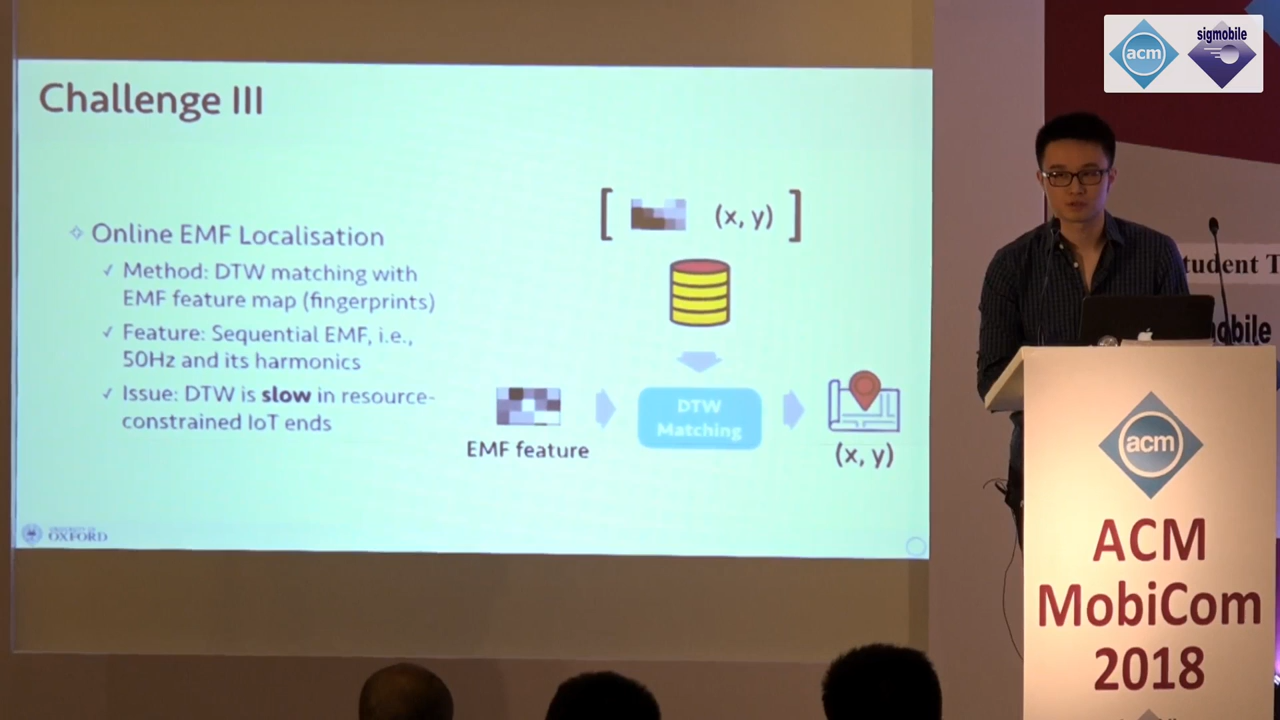 Challenge III
Online EMF Localisation
Method: DTW matching with
EMF feature map (fingerprints)
Feature: Sequential EMF, i.e.,
50Hz and its harmonics
Issue: DTW is slow in resource-
constrained IoT ends
[ (x, y) ]
DTW
Matching
EMF feature
(x, y)
UNIVERSITY OF
OXFORD
acm
sigmobile
tudent T
obile
acm
ACM
MobiCom
2018